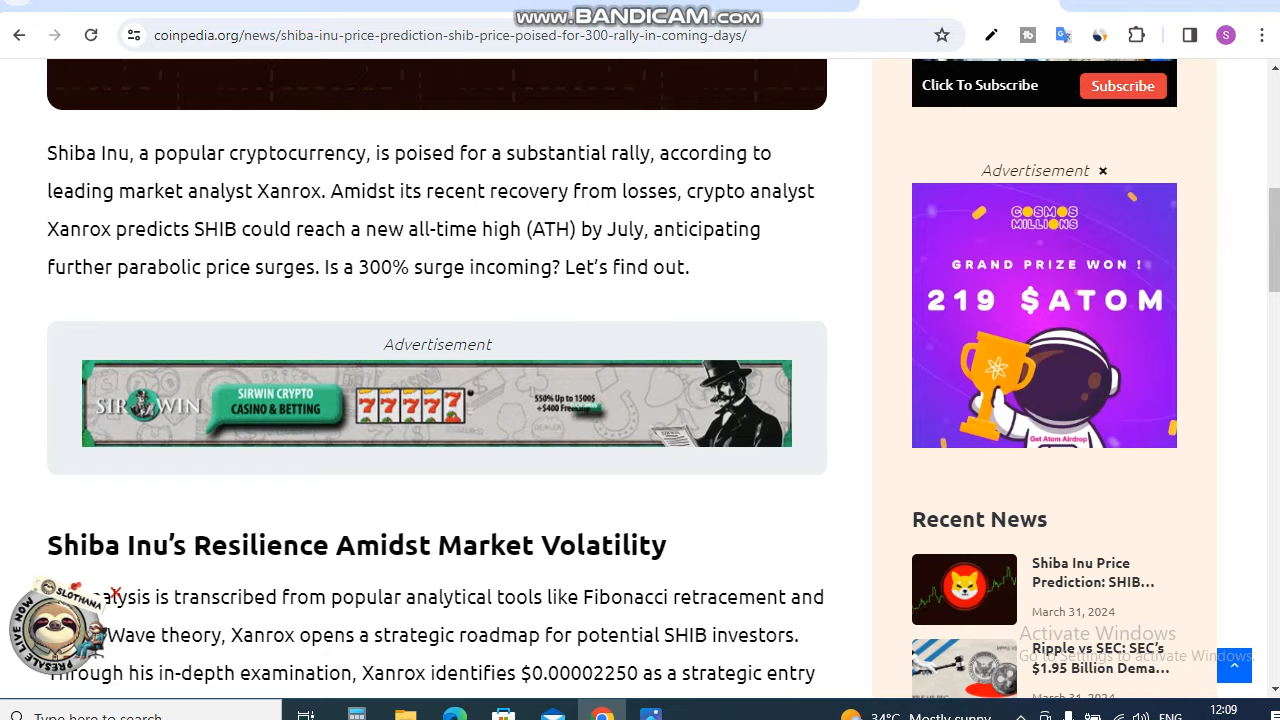 www.BANDICAM.com
coinpedia.org/news/shiba-inu-price-prediction-shib-price-poised-for-300-rally-in-coming-days/
S
Click To Subscribe
Subscribe
Shiba Inu, a popular cryptocurrency, is poised for a substantial rally, according to
leading market analyst Xanrox. Amidst its recent recovery from losses, crypto analyst
Xanrox predicts SHIB could reach a new all-time high (ATH) by July, anticipating
further parabolic price surges. Is a 300% surge incoming? Let's find out.
Advertisement
SIR WIN
SIRWIN CRYPTO
CASINO & BETTING
77777
550% Up to 1500$
Shiba Inu's Resilience Amidst Market Volatility
is transcribed from popular analytical tools like Fibonacci retracement and
Wave theory, Xanrox opens a strategic roadmap for potential SHIB investors.
Through his in-depth examination, Xanrox identifies $0.00002250 as a strategic entry
SLOTHANA
PRESALE LIVE NOW
Advertisement
COSMOS
MILLIONS
GRAND PRIZE WON !
219 $ATOM
Get Atom Airdrop
Recent News
Shiba Inu Price
Prediction: SHIB...
March 31, 2024
Ripple vs SEC: SEC's
$1.95 Billion Dema...
March 31, 2024
Activate Windows
Go to Settings to activate Windows.
Type here to search
34°C Mostly sunny
ENG
12:09